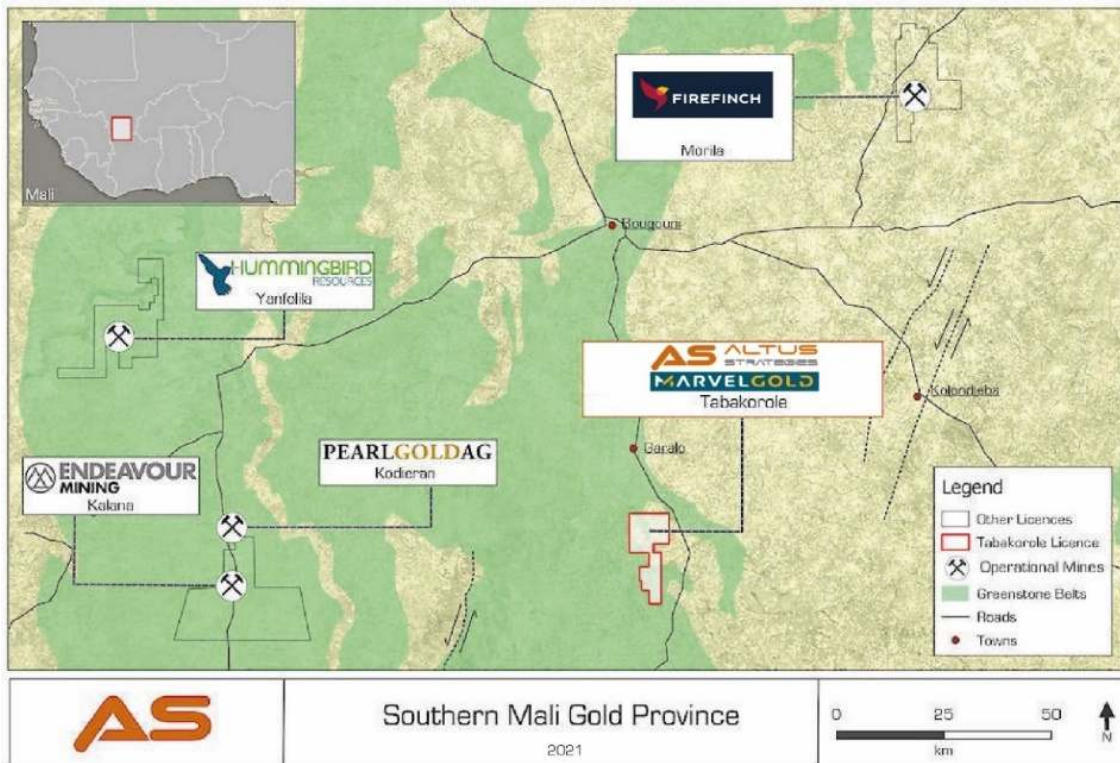 FIREFINCH
Morila
Mali
Bougouni
HUMMINGBIRD
RESOURCES
Yanfolila
AS ALTUS
STRATEGIES
MARVELGOLD
Tabakorole
Kolondieba
PEARLGOLDAG
Kodieran
Garalo
ENDEAVOUR
MINING
Kalana
Legend
Other Licences
Tabakorole Licence
Operational Mines
Greenstone Belts
Roads
Towns
AS
Southern Mali Gold Province
2021
0 25 50
km
N